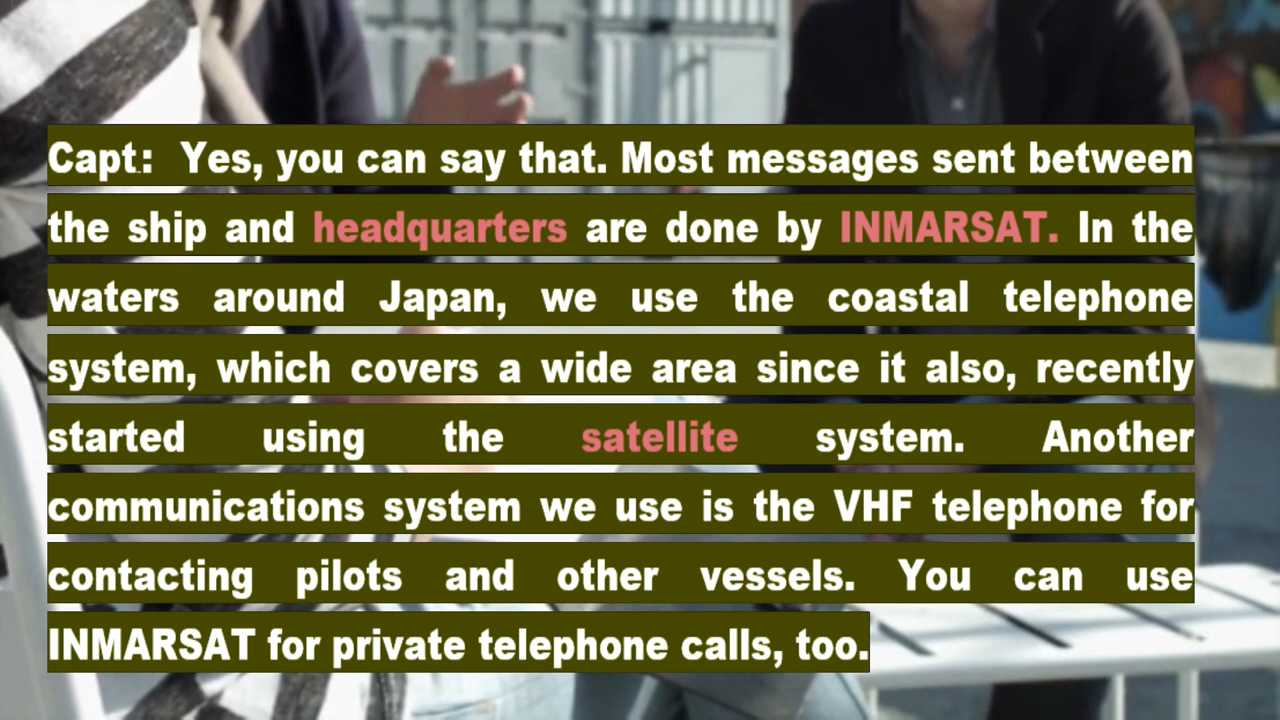 Capt.: Yes, you can say that. Most messages sent between
the ship and headquarters are done by INMARSAT. In the
waters around Japan, we use the coastal telephone
system, which covers a wide area since it also, recently
started using the satellite system. Another
communications system we use is the VHF telephone for
contacting pilots and other vessels. You can use
INMARSAT for private telephone calls, too.